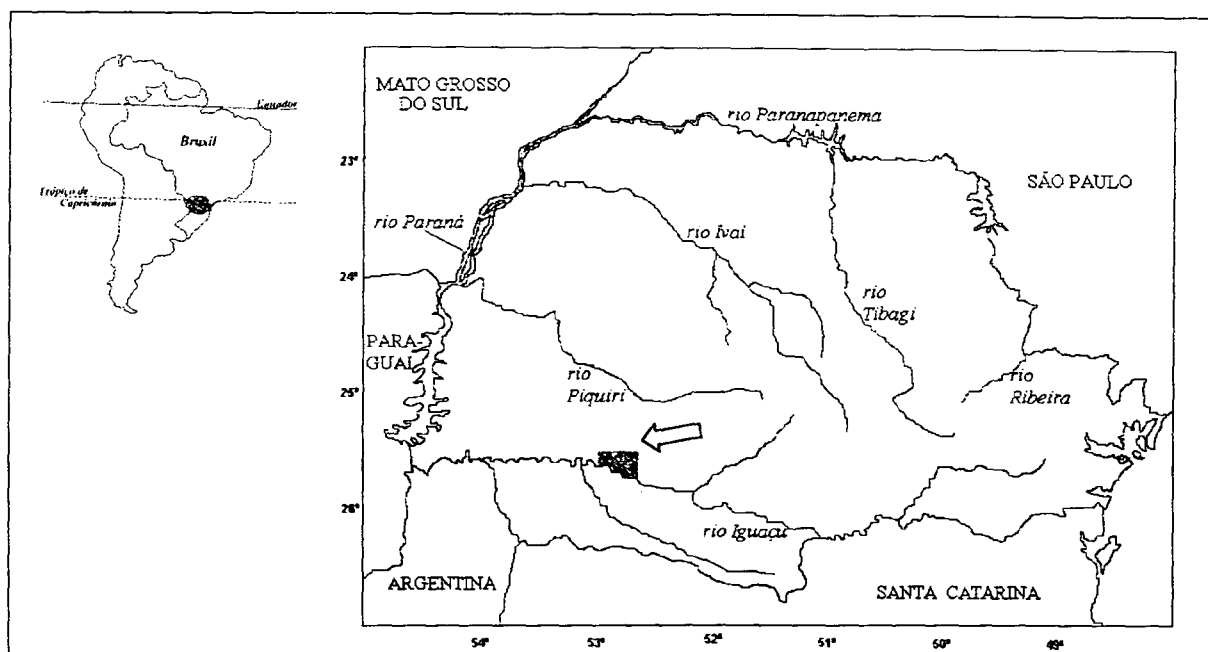 Equador
Brasil
Trópico de
Capricórnio
MATO GROSSO
DO SUL
rio Paranapanema
SÃO PAULO
rio Paraná
rio Ivaí
rio
Tibagi
PARA-
GUAI
rio
Piquiri
rio
Ribeira
rio Iguaçu
ARGENTINA
SANTA CATARINA
23°
24°
25°
26°
54°
53°
52°
51°
50°
49°